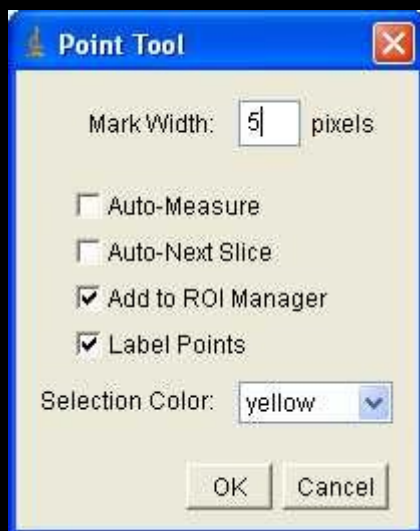 Point Tool
Mark Width: 5 pixels
Auto-Measure
Auto-Next Slice
Add to ROI Manager
Label Points
Selection Color: yellow
OK Cancel